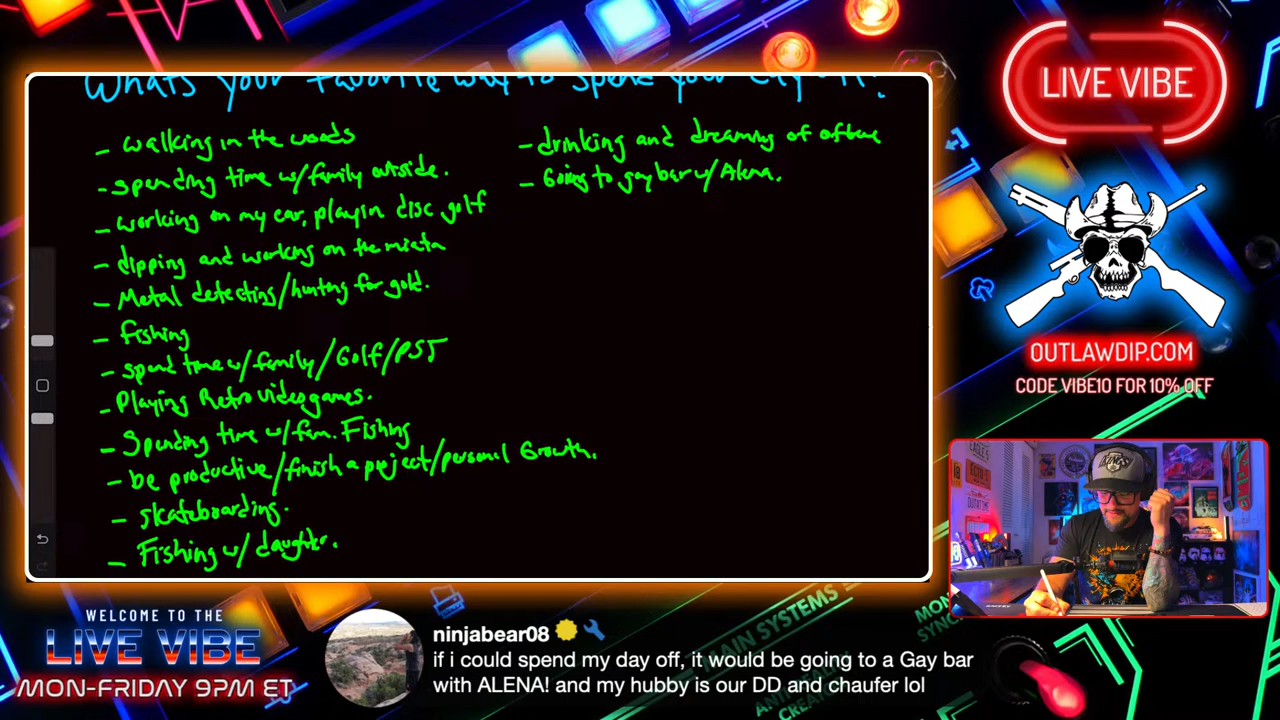 What's your favorite way to spend your day off?
- walking in the woods
- spending time w/family outside.
- working on my car, playin disc golf
- dipping and working on the miata
- Metal detecting/hunting for gold.
- fishing
- spend time w/family/Golf/PS5
- Playing Retro videogames.
- Spending time w/fam. Fishing
- be productive/finish a project/personal Growth.
- skateboarding.
- Fishing w/ daughter.
- drinking and dreaming of
- Going to gay bar w/Alena.
LIVE VIBE
OUTLAWDIP.COM
CODE VIBE10 FOR 10% OFF
WELCOME TO THE
LIVE VIBE
MON-FRIDAY 9PM ET
ninjabear08
if i could spend my day off, it would be going to a Gay bar
with ALENA! and my hubby is our DD and chaufer lol